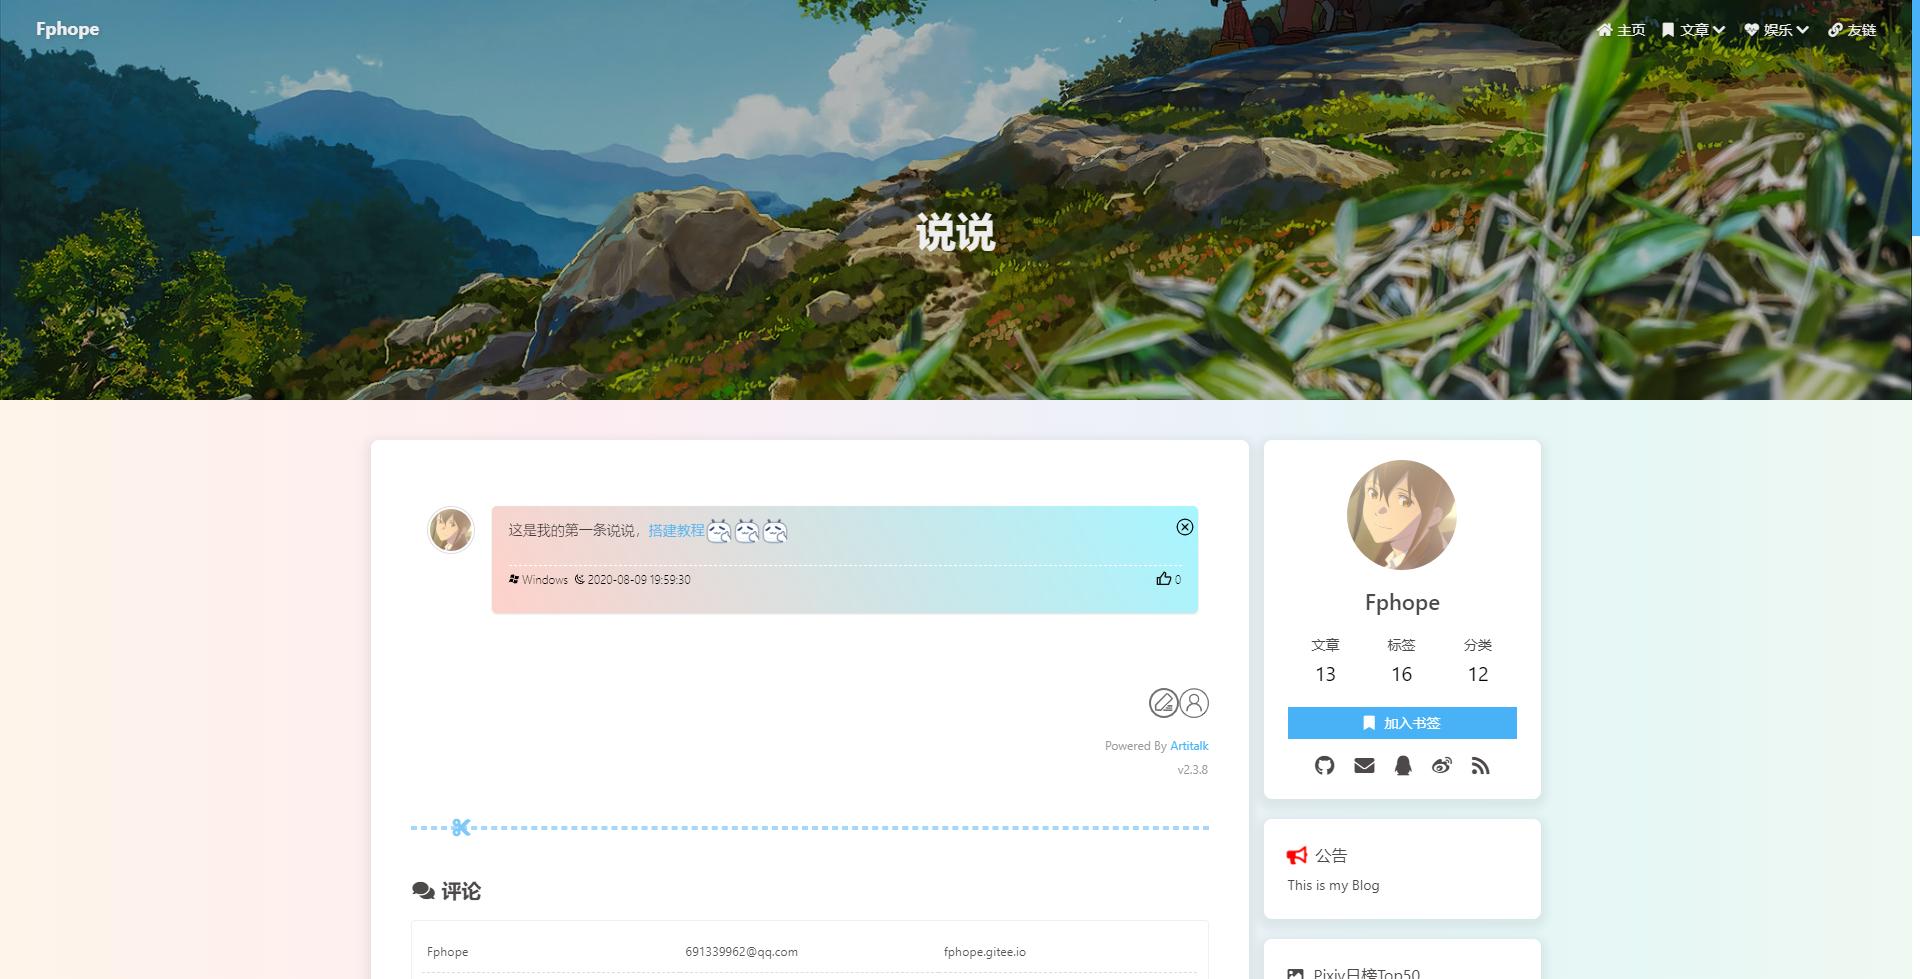 Fphope
主页 文章 娱乐 友链
说说
这是我的第一条说说，搭建教程
Windows 2020-08-09 19:59:30 0
Powered By Artitalk
v2.3.8
评论
Fphope 691339962@qq.com fphope.gitee.io
Fphope
文章 标签 分类
13 16 12
加入书签
公告
This is my Blog
Pixiv日榜Top50